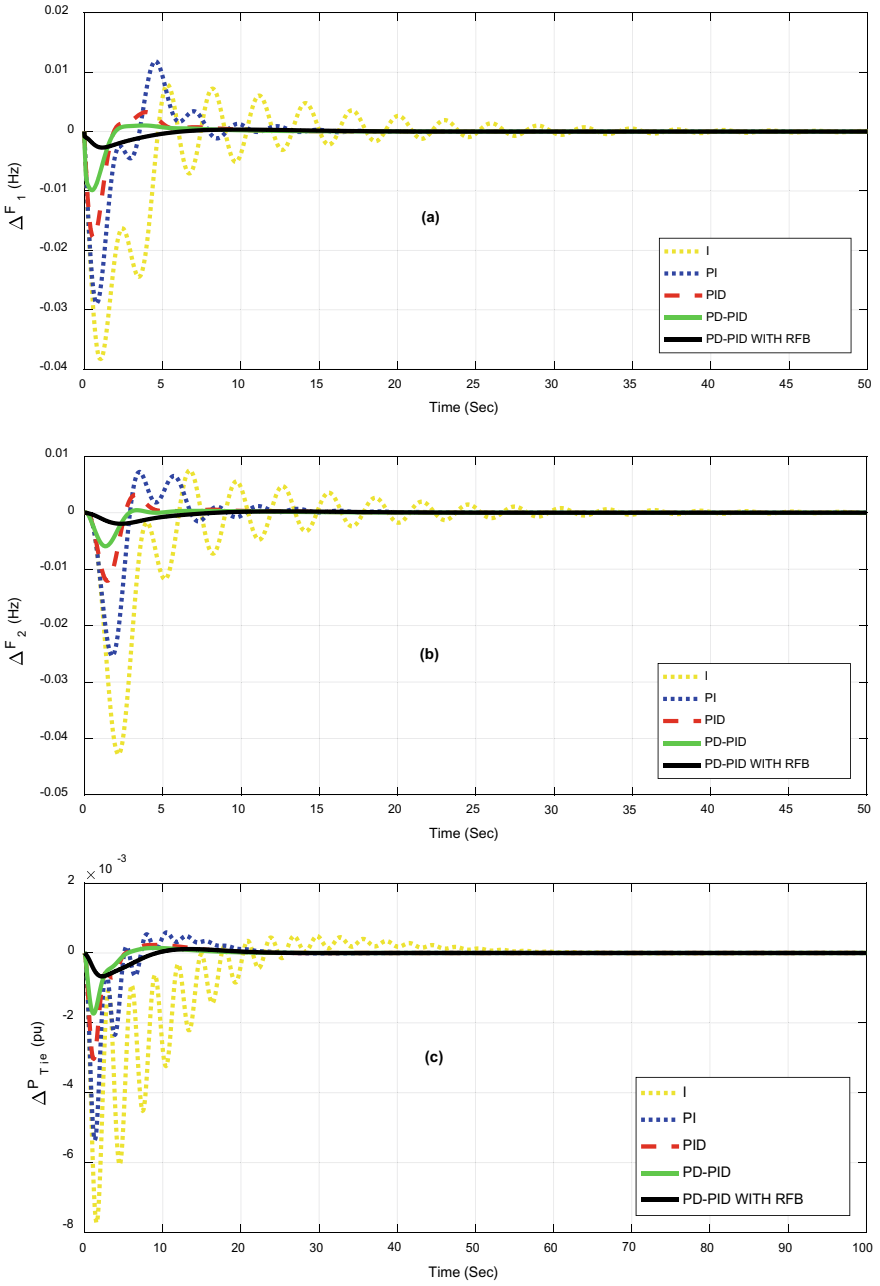 0.02
0.01
0
-0.01
-0.02
-0.03
-0.04
Δ F 1 (Hz)
(a)
I
PI
PID
PD-PID
PD-PID WITH RFB
0 5 10 15 20 25 30 35 40 45 50
Time (Sec)
0.01
0
-0.01
-0.02
-0.03
-0.04
-0.05
Δ F 2 (Hz)
(b)
I
PI
PID
PD-PID
PD-PID WITH RFB
0 5 10 15 20 25 30 35 40 45 50
Time (Sec)
× 10 -3
2
0
-2
-4
-6
-8
Δ P Tie (pu)
(c)
I
PI
PID
PD-PID
PD-PID WITH RFB
0 10 20 30 40 50 60 70 80 90 100
Time (Sec)